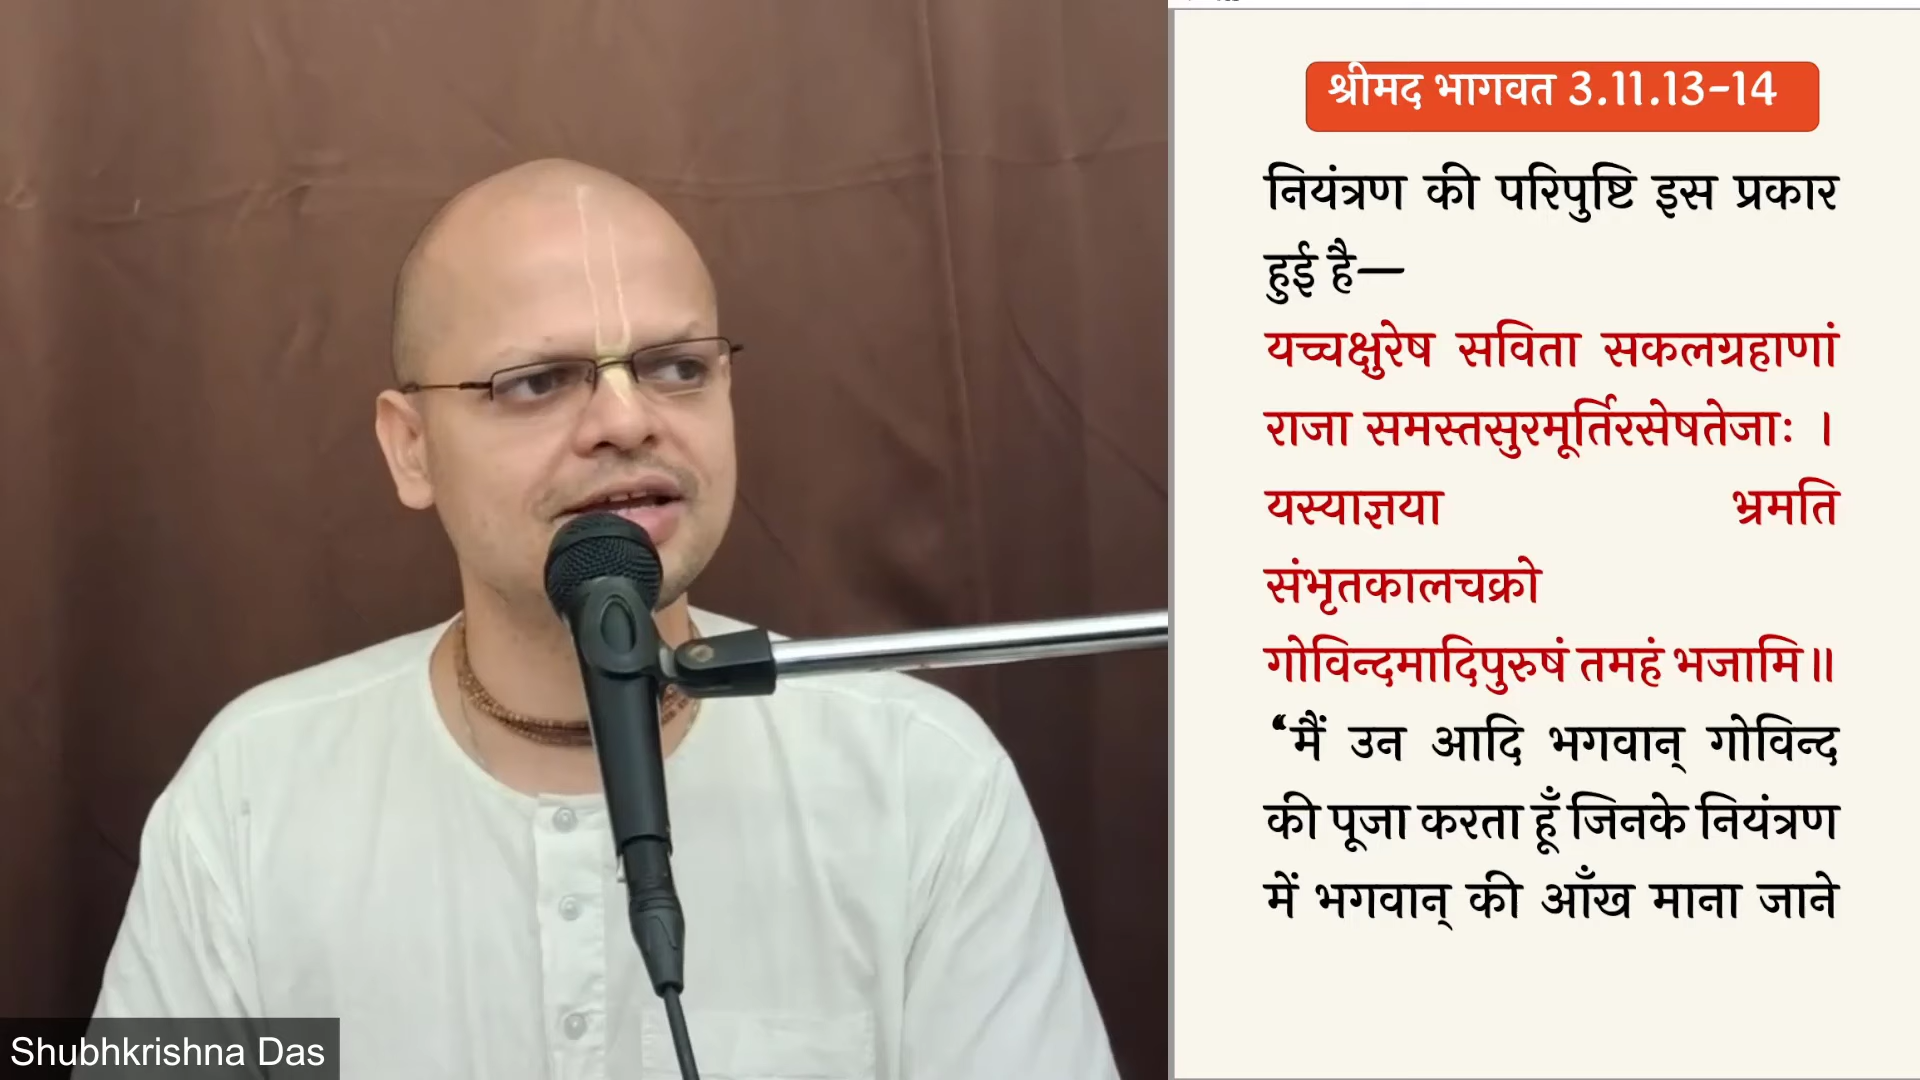 श्रीमद भागवत 3.11.13-14
नियंत्रण की परिपुष्टि इस प्रकार
हुई है—
यच्चक्षुरेष सविता सकलग्रहाणां
राजा समस्तसुरमूर्तिरसेषतेजाः ।
यस्याज्ञया भ्रमति
संभृतकालचक्रो
गोविन्दमादिपुरुषं तमहं भजामि॥
“मैं उन आदि भगवान् गोविन्द
की पूजा करता हूँ जिनके नियंत्रण
में भगवान् की आँख माना जाने
Shubhkrishna Das